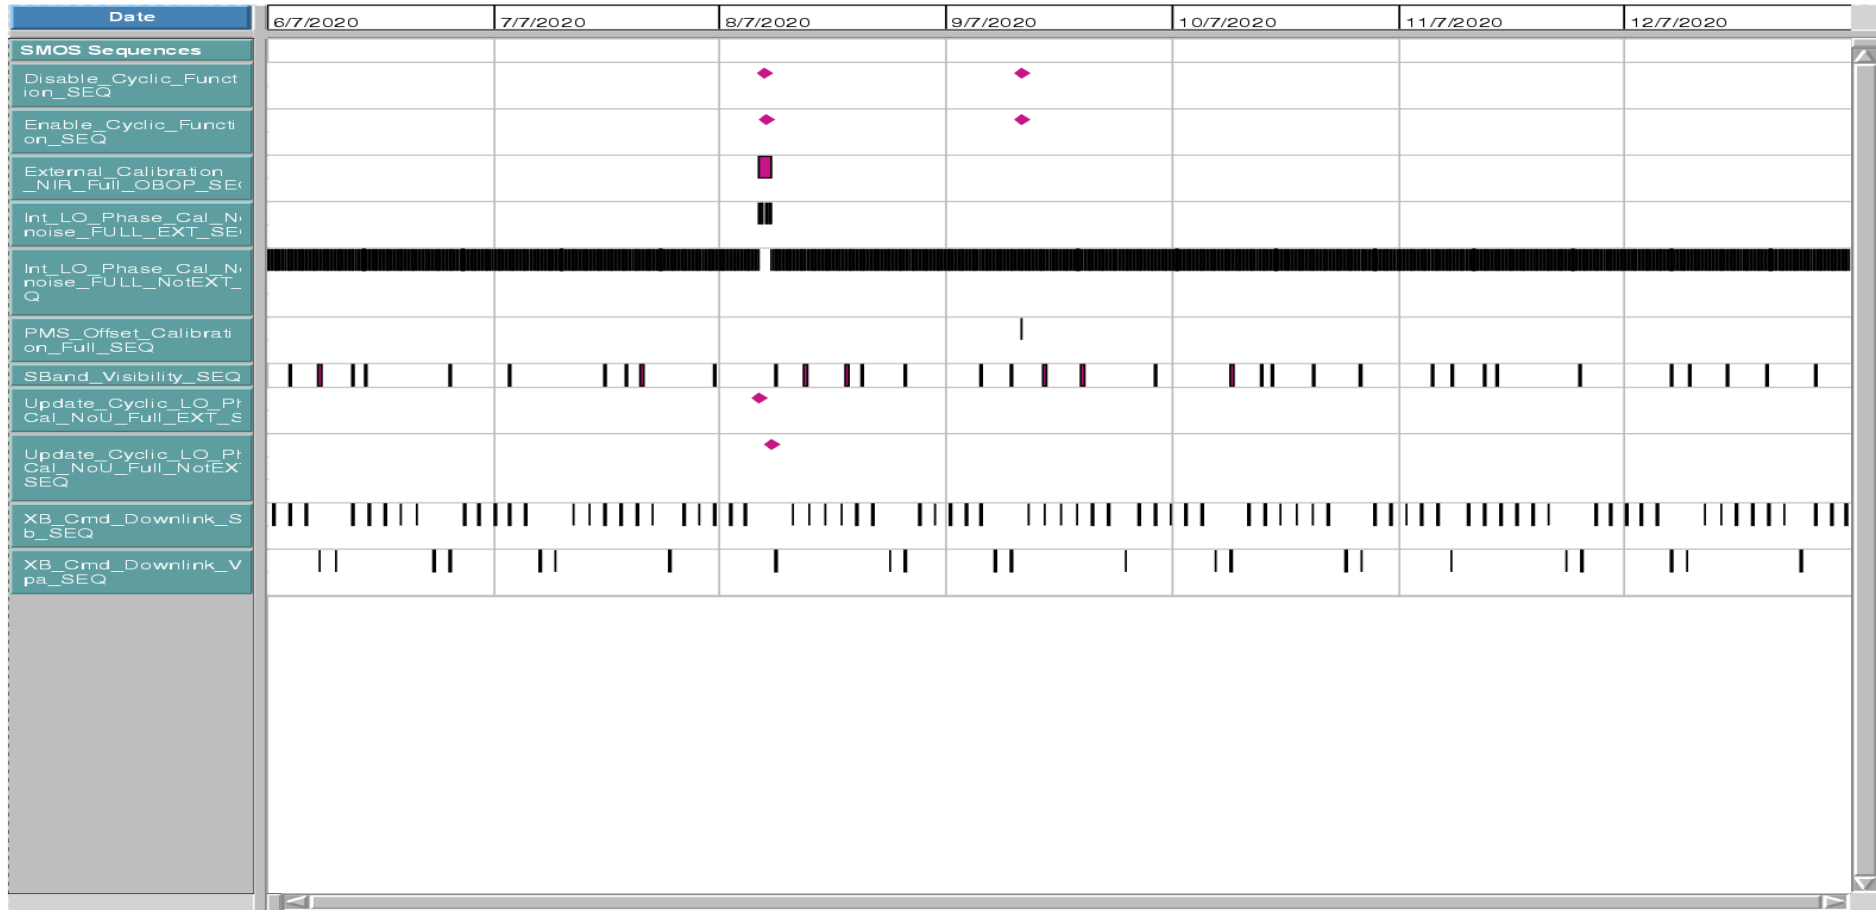 Date
6/7/2020 7/7/2020 8/7/2020 9/7/2020 10/7/2020 11/7/2020 12/7/2020
SMOS Sequences
Disable_Cyclic_Funct
ion_SEQ
Enable_Cyclic_Functi
on_SEQ
External_Calibration
_NIR_Full_OBOP_SE
Int_LO_Phase_Cal_N
noise_FULL_EXT_SE
Int_LO_Phase_Cal_N
noise_FULL_NotEXT_
Q
PMS_Offset_Calibrati
on_Full_SEQ
SBand_Visibility_SEQ
Update_Cyclic_LO_P
Cal_NoU_Full_EXT_S
Update_Cyclic_LO_P
Cal_NoU_Full_NotEX
SEQ
XB_Cmd_Downlink_S
b_SEQ
XB_Cmd_Downlink_V
pa_SEQ